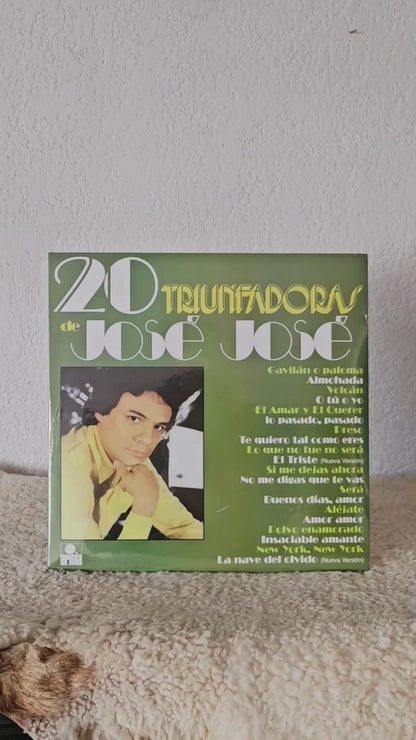 20 TRIUNFADORAS
de JOSÉ JOSÉ
Gavilán o paloma
Almohada
Volcán
O tú o yo
El Amar y El Querer
lo pasado, pasado
Preso
Te quiero tal como eres
Lo que no fue no será
El Triste (Nueva Versión)
Si me dejas ahora
No me digas que te vas
Será
Buenos días, amor
Aléjate
Amor amor
Polvo enamorado
Insaciable amante
New York, New York
La nave del olvido (Nueva Versión)
ariola